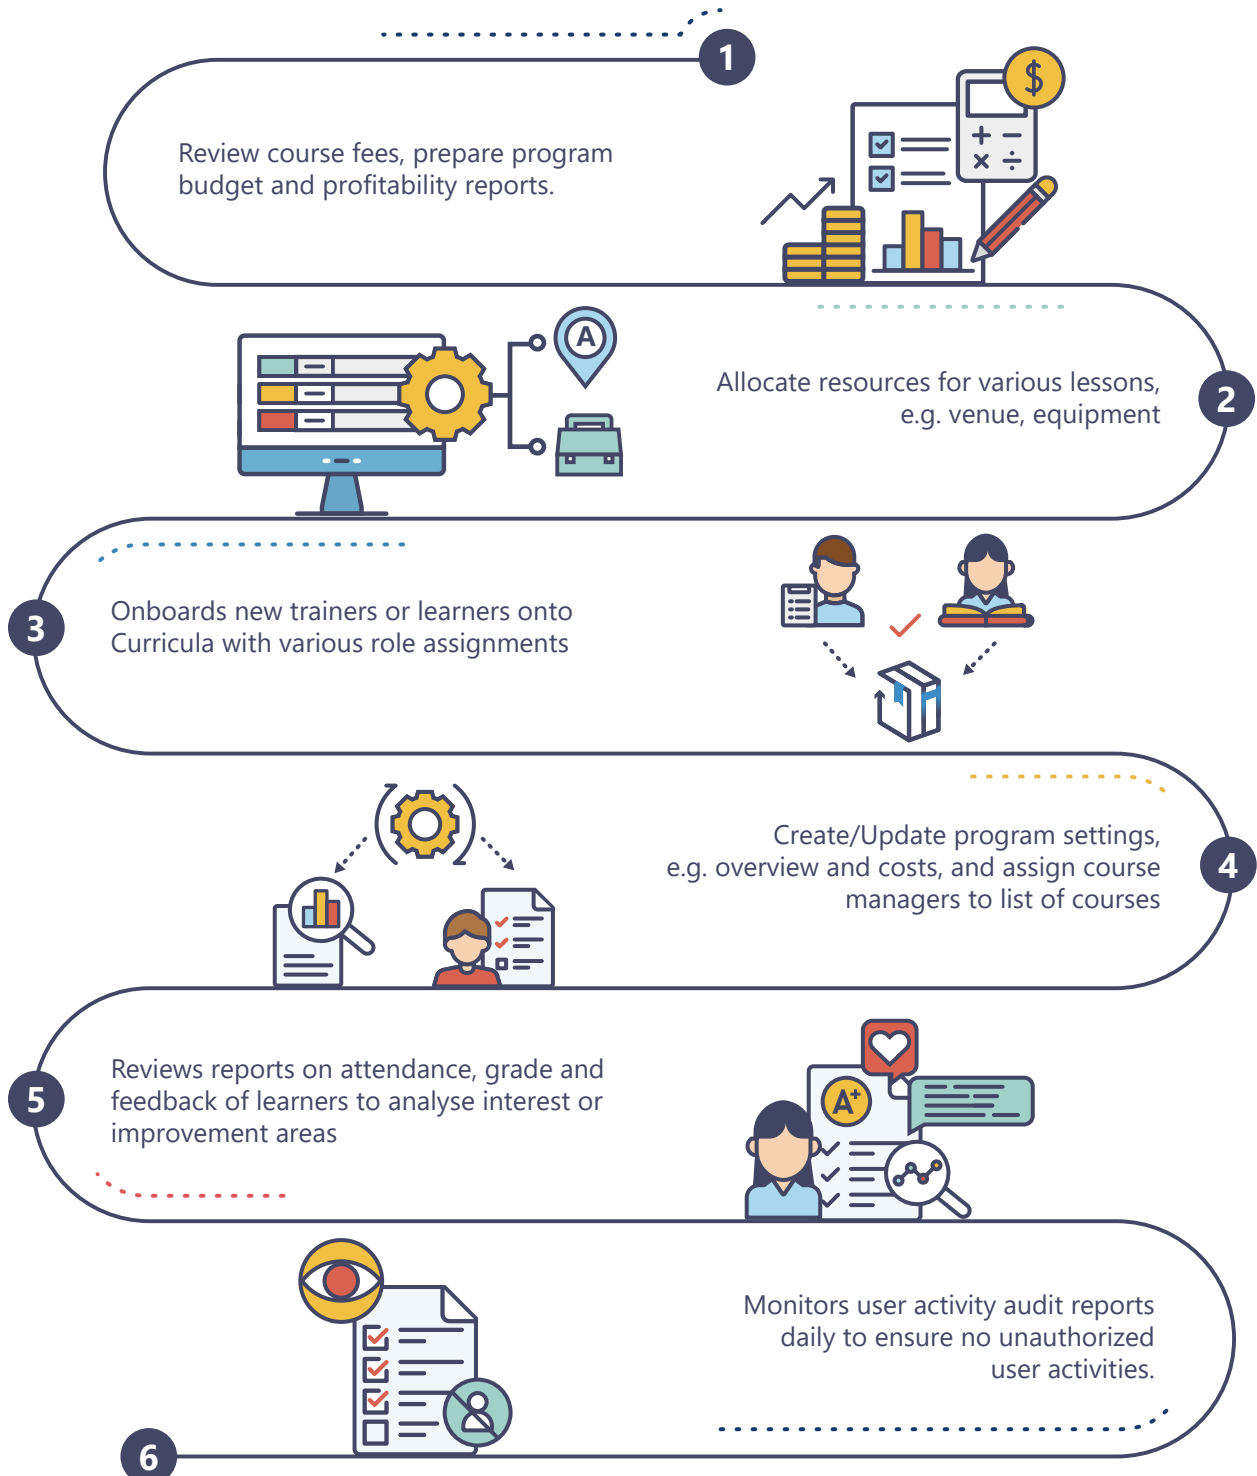 1
$
Review course fees, prepare program
budget and profitability reports.
A
Allocate resources for various lessons,
e.g. venue, equipment
2
3
Onboards new trainers or learners onto
Curricula with various role assignments
Create/Update program settings,
e.g. overview and costs, and assign course
managers to list of courses
4
5
Reviews reports on attendance, grade and
feedback of learners to analyse interest or
improvement areas
A+
Monitors user activity audit reports
daily to ensure no unauthorized
user activities.
6